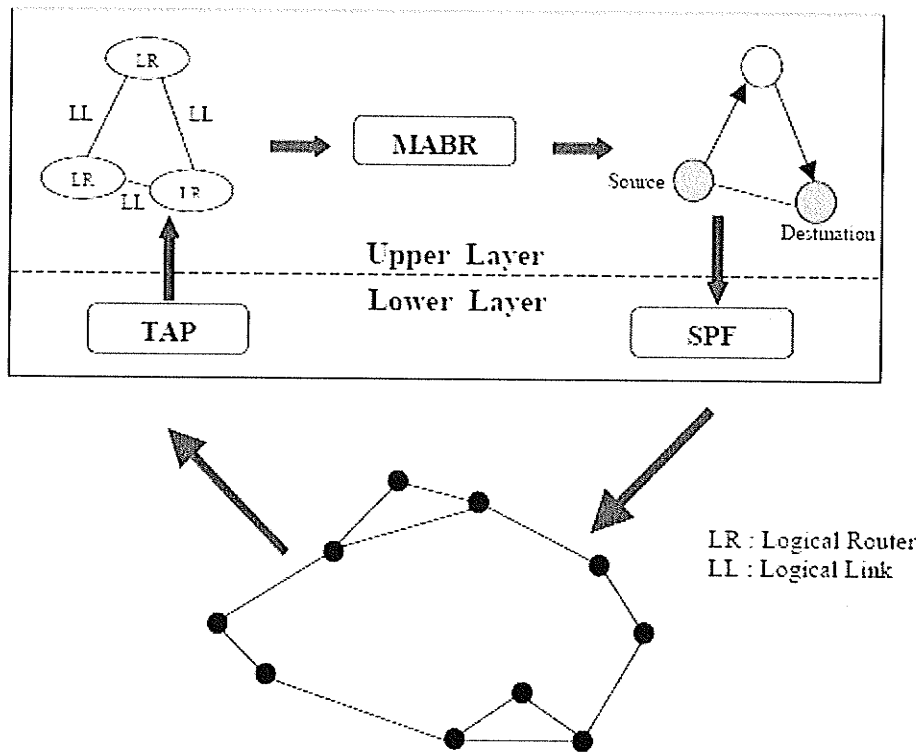 LR
LL
LL
LR
LL
LR
MABR
Source
Destination
Upper Layer
Lower Layer
TAP
SPF
LR : Logical Router
LL : Logical Link